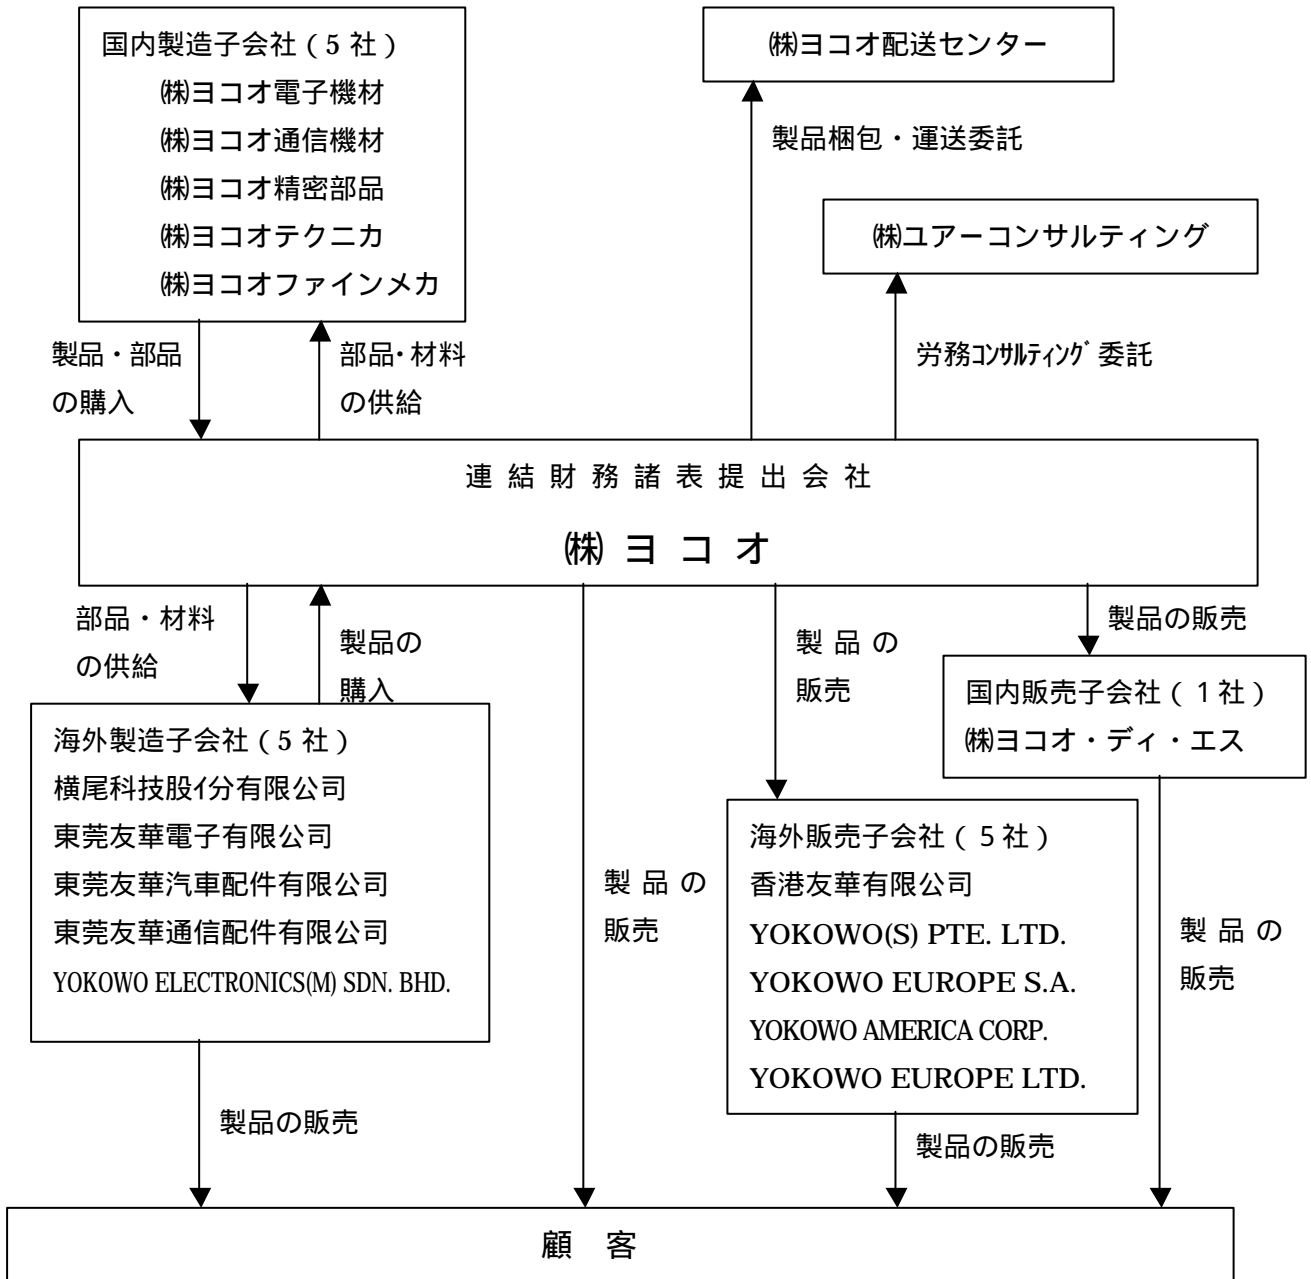 国内製造子会社(5 社)
㈱ヨコオ電子機材
㈱ヨコオ通信機材
㈱ヨコオ精密部品
㈱ヨコオテクニカ
㈱ヨコオファインメカ
㈱ヨコオ配送センター
製品梱包・運送委託
㈱ユアーコンサルティング
労務ｺﾝｻﾙﾃｨﾝｸﾞ委託
製品・部品
の購入
部品・材料
の供給
連 結 財 務 諸 表 提 出 会 社
㈱ ヨ コ オ
部品・材料
の供給
製品の
購入
製 品 の
販売
製品の販売
国内販売子会社(1社)
㈱ヨコオ・ディ・エス
海外製造子会社(5 社)
横尾科技股ｲ分有限公司
東莞友華電子有限公司
東莞友華汽車配件有限公司
東莞友華通信配件有限公司
YOKOWO ELECTRONICS(M) SDN. BHD.
製 品 の
販売
海外販売子会社(5社)
香港友華有限公司
YOKOWO(S) PTE. LTD.
YOKOWO EUROPE S.A.
YOKOWO AMERICA CORP.
YOKOWO EUROPE LTD.
製 品 の
販売
製品の販売
製品の販売
顧 客